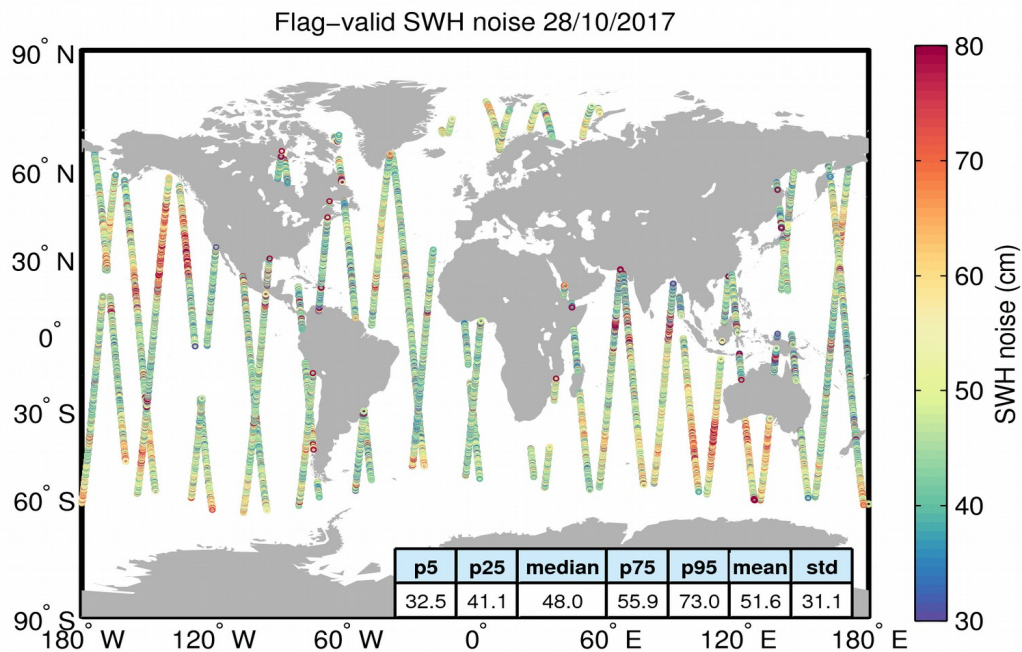 Flag−valid SWH noise 28/10/2017
90° N
60° N
30° N
0°
30° S
60° S
90° S
180° W
120° W
60° W
0°
60° E
120° E
180° E
80
70
60
50
40
30
SWH noise (cm)
p5 p25 median p75 p95 mean std
32.5 41.1 48.0 55.9 73.0 51.6 31.1